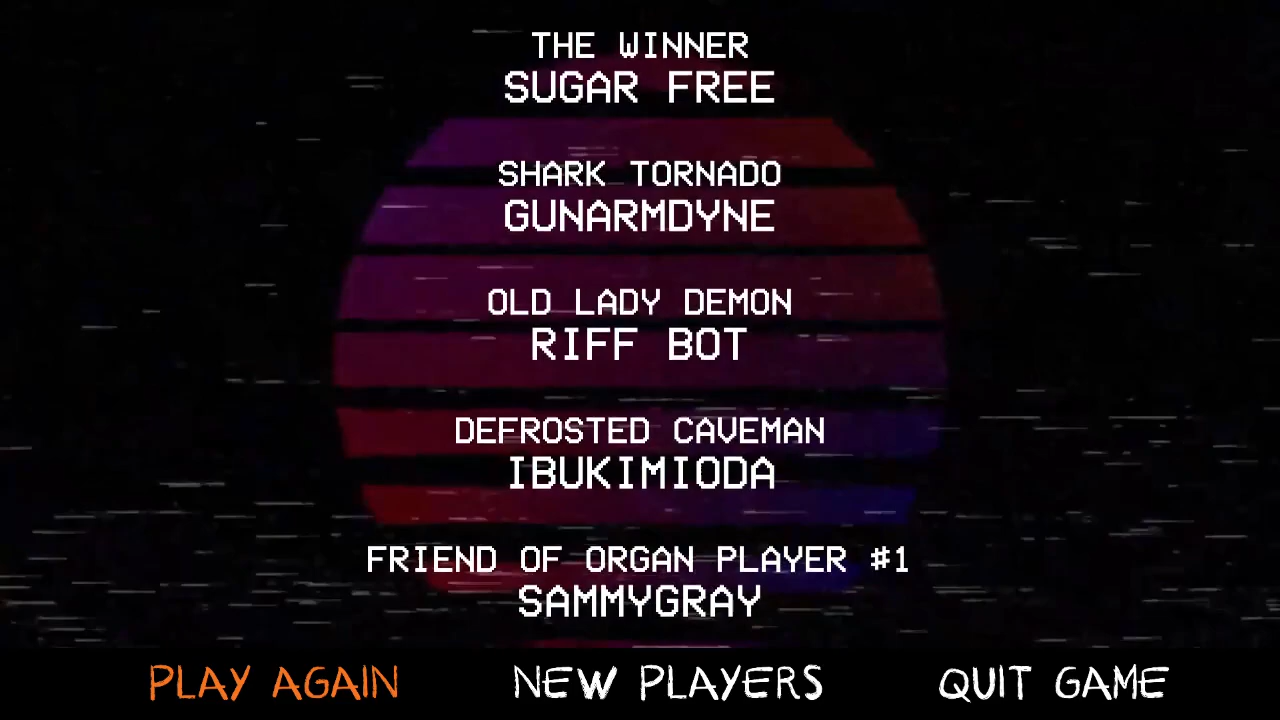 THE WINNER
SUGAR FREE
SHARK TORNADO
GUNARMDYNE
OLD LADY DEMON
RIFF BOT
DEFROSTED CAVEMAN
IBUKIMIODA
FRIEND OF ORGAN PLAYER #1
SAMMYGRAY
PLAY AGAIN NEW PLAYERS QUIT GAME